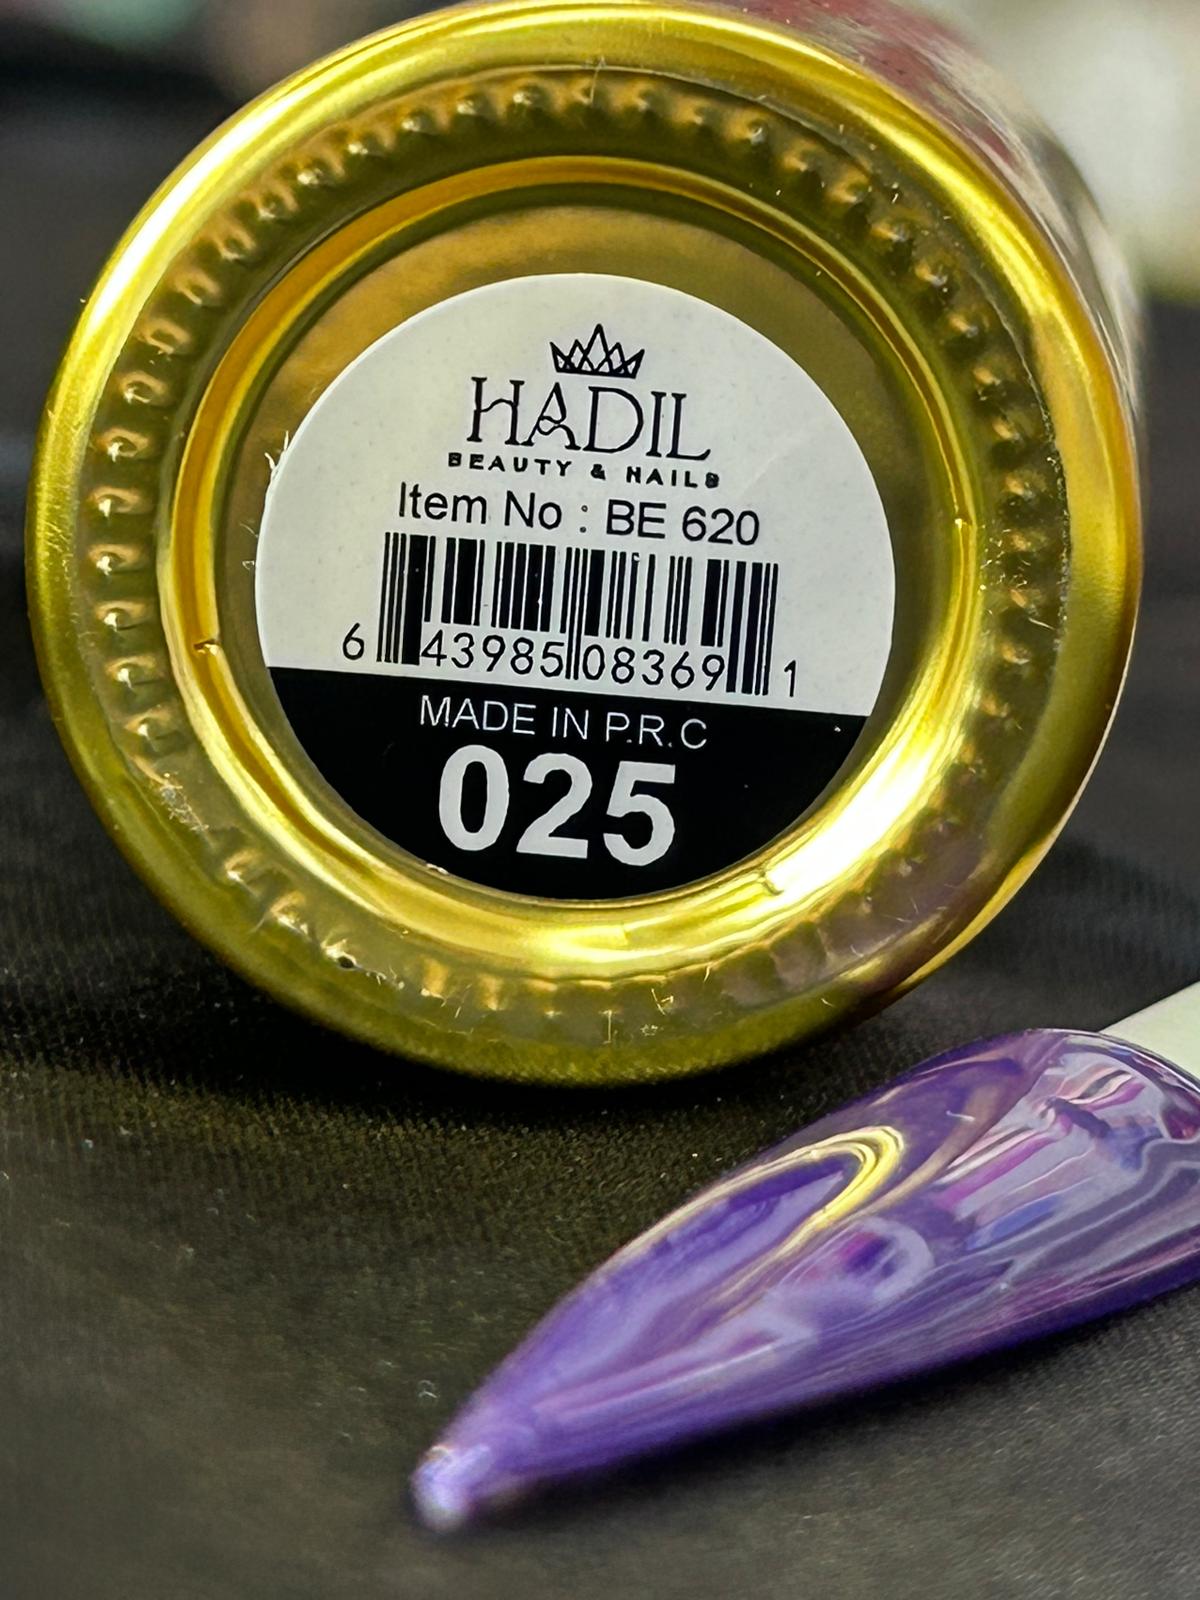 HADIL
BEAUTY & NAILS
Item No : BE 620
6 43985 08369 1
MADE IN P.R.C
025